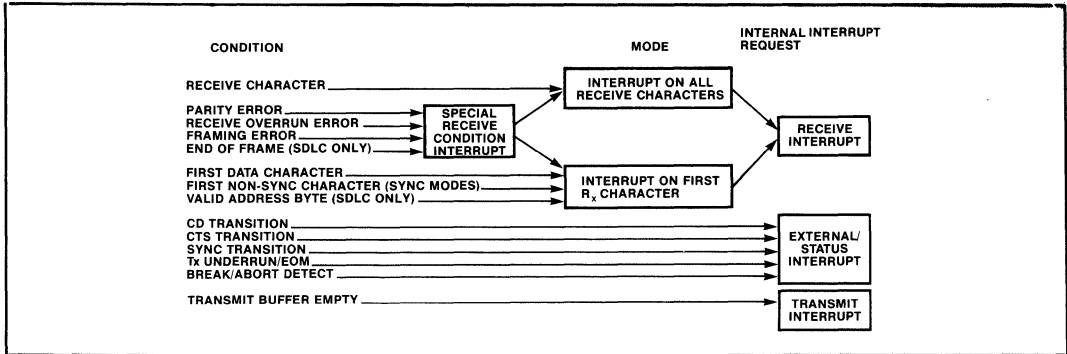 CONDITION
MODE
INTERNAL INTERRUPT
REQUEST
RECEIVE CHARACTER
INTERRUPT ON ALL
RECEIVE CHARACTERS
PARITY ERROR
RECEIVE OVERRUN ERROR
FRAMING ERROR
END OF FRAME (SDLC ONLY)
SPECIAL
RECEIVE
CONDITION
INTERRUPT
RECEIVE
INTERRUPT
FIRST DATA CHARACTER
FIRST NON-SYNC CHARACTER (SYNC MODES)
VALID ADDRESS BYTE (SDLC ONLY)
INTERRUPT ON FIRST
Rx CHARACTER
CD TRANSITION
CTS TRANSITION
SYNC TRANSITION
Tx UNDERRUN/EOM
BREAK/ABORT DETECT
EXTERNAL/
STATUS
INTERRUPT
TRANSMIT BUFFER EMPTY
TRANSMIT
INTERRUPT